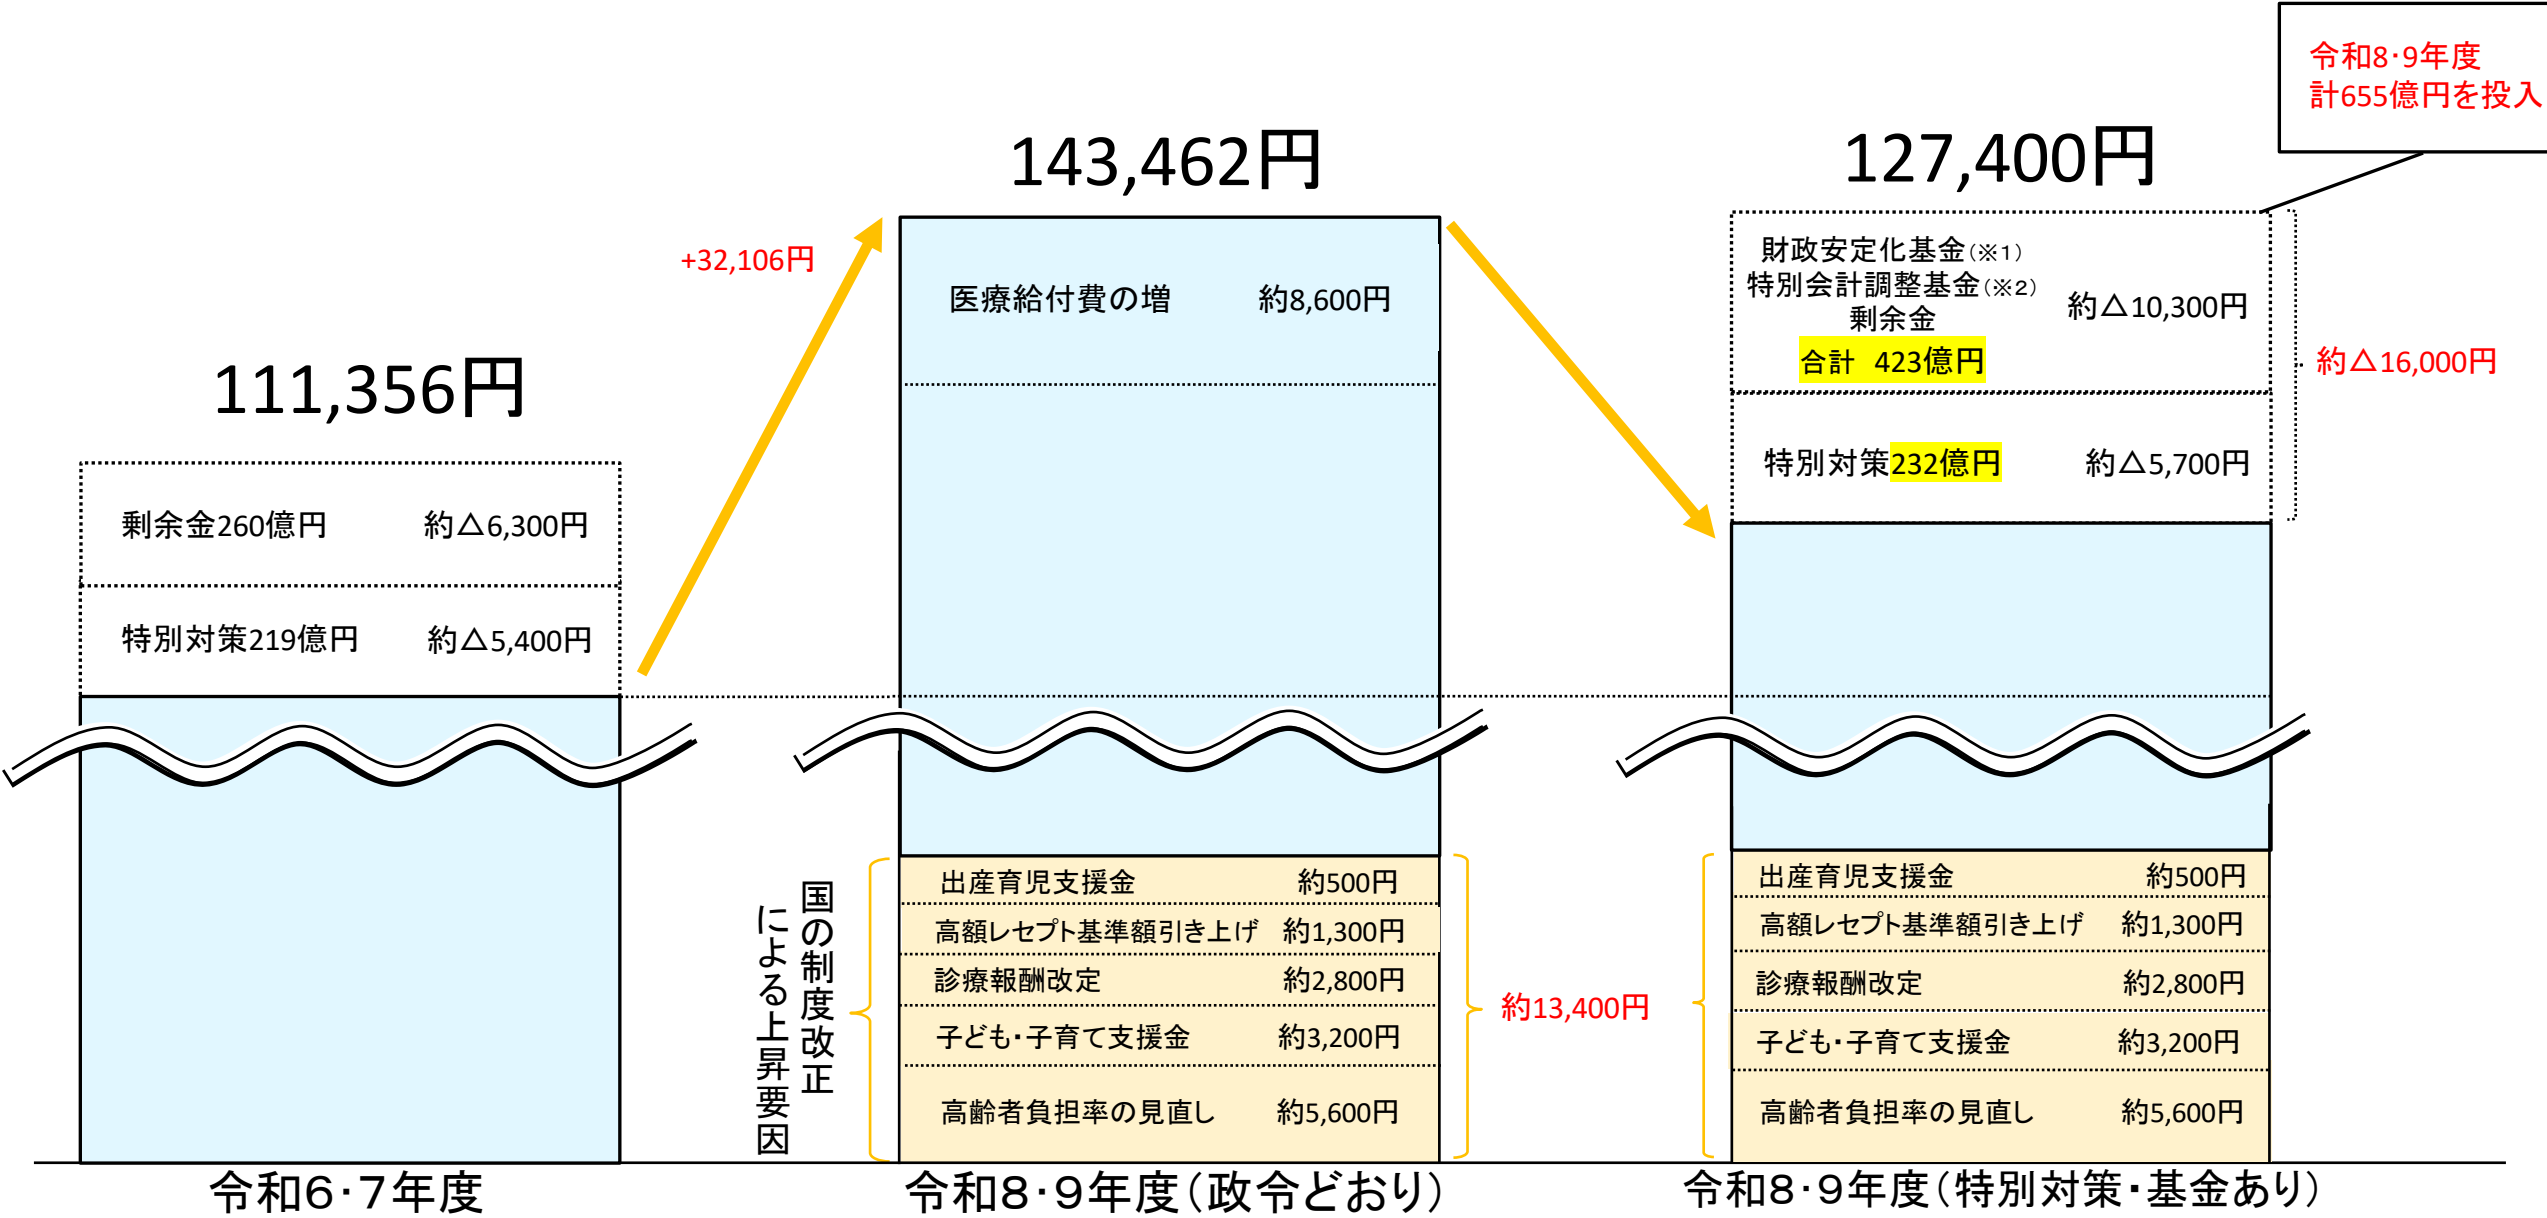 令和8・9年度
計655億円を投入
111,356円
剰余金260億円 約△6,300円
特別対策219億円 約△5,400円
令和6・7年度
+32,106円
143,462円
医療給付費の増 約8,600円
国の制度改正
による上昇要因
出産育児支援金 約500円
高額レセプト基準額引き上げ 約1,300円
診療報酬改定 約2,800円
子ども・子育て支援金 約3,200円
高齢者負担率の見直し 約5,600円
約13,400円
令和8・9年度（政令どおり）
127,400円
財政安定化基金（※1）
特別会計調整基金（※2）
剰余金
約△10,300円
合計 423億円
特別対策232億円 約△5,700円
約△16,000円
出産育児支援金 約500円
高額レセプト基準額引き上げ 約1,300円
診療報酬改定 約2,800円
子ども・子育て支援金 約3,200円
高齢者負担率の見直し 約5,600円
令和8・9年度（特別対策・基金あり）